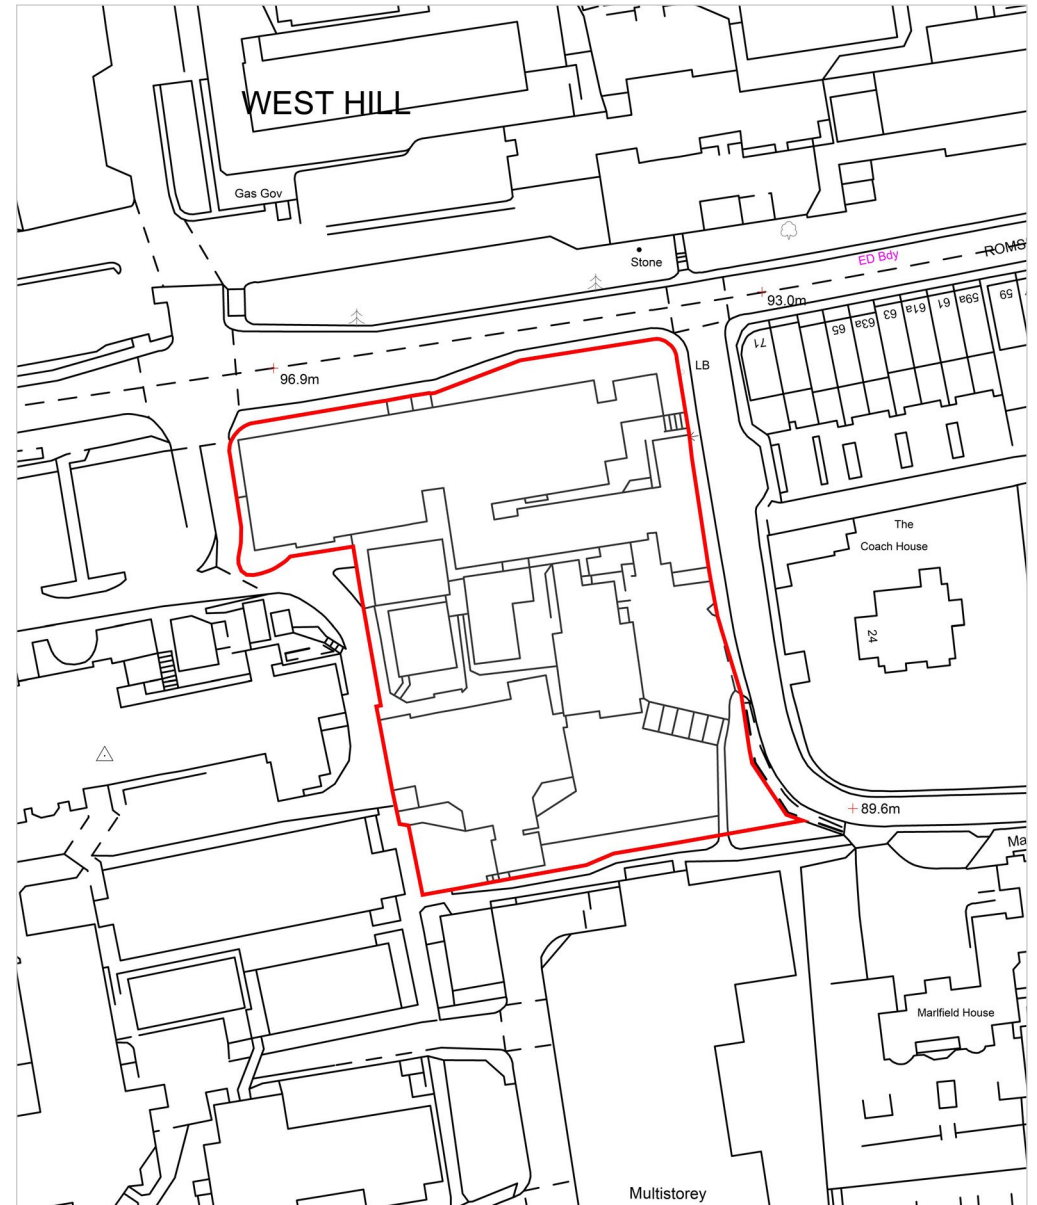 WEST HILL
Gas Gov
Stone
ED Bdy
ROMS
93.0m
96.9m
71
65
63a
63
61a
61
59a
59
LB
The
Coach House
24
89.6m
Ma
Marlfield House
Multistorey